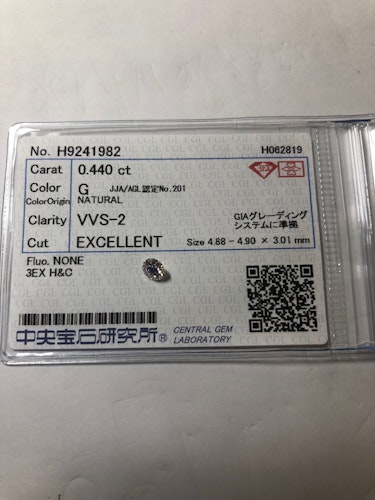 No. H9241982 H062819
Carat 0.440 ct
Color G JJA/AGL認定No.201
ColorOrigin NATURAL
Clarity VVS-2 GIAグレーディング
システムに準拠
Cut EXCELLENT Size 4.88 - 4.90 × 3.01 mm
Fluo. NONE
3EX H&C
中央宝石研究所® CENTRAL GEM
LABORATORY